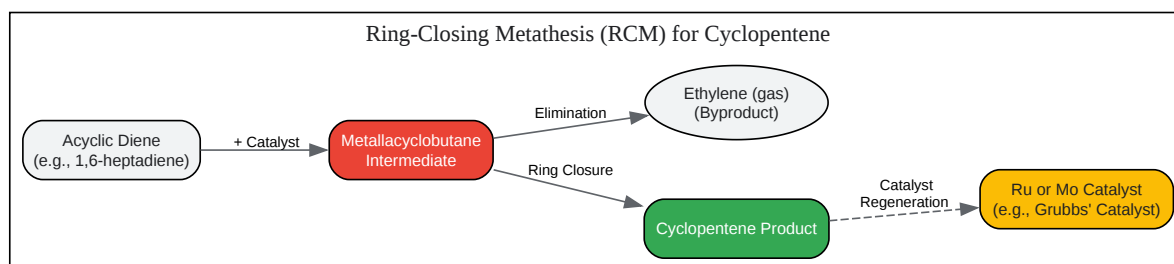 Ring-Closing Metathesis (RCM) for Cyclopentene
Acyclic Diene
(e.g., 1,6-heptadiene)
+ Catalyst
Metallacyclobutane
Intermediate
Elimination
Ethylene (gas)
(Byproduct)
Ring Closure
Cyclopentene Product
Catalyst
Regeneration
Ru or Mo Catalyst
(e.g., Grubbs' Catalyst)